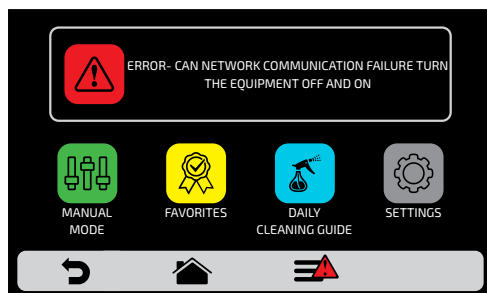 ERROR- CAN NETWORK COMMUNICATION FAILURE TURN
THE EQUIPMENT OFF AND ON
MANUAL
MODE
FAVORITES
DAILY
CLEANING GUIDE
SETTINGS